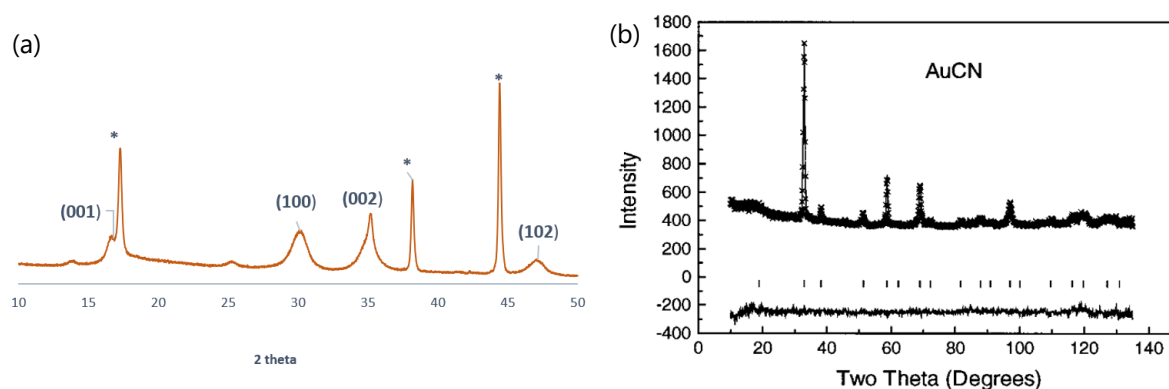 (a)
*
*
*
(001)
(100)
(002)
(102)
10 15 20 25 30 35 40 45 50
2 theta
(b)
AuCN
1800
1600
1400
1200
1000
800
600
400
200
0
-200
-400
Intensity
0 20 40 60 80 100 120 140
Two Theta (Degrees)